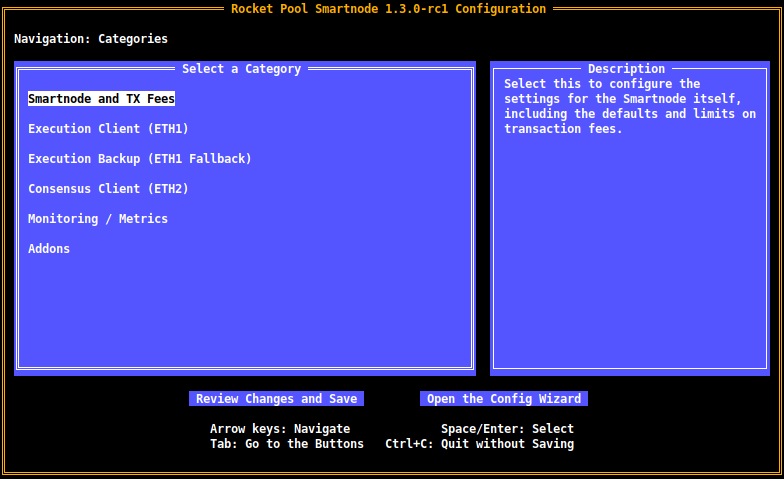 Rocket Pool Smartnode 1.3.0-rc1 Configuration
Navigation: Categories
Select a Category
Smartnode and TX Fees
Execution Client (ETH1)
Execution Backup (ETH1 Fallback)
Consensus Client (ETH2)
Monitoring / Metrics
Addons
Description
Select this to configure the
settings for the Smartnode itself,
including the defaults and limits on
transaction fees.
Review Changes and Save
Open the Config Wizard
Arrow keys: Navigate
Space/Enter: Select
Tab: Go to the Buttons
Ctrl+C: Quit without Saving